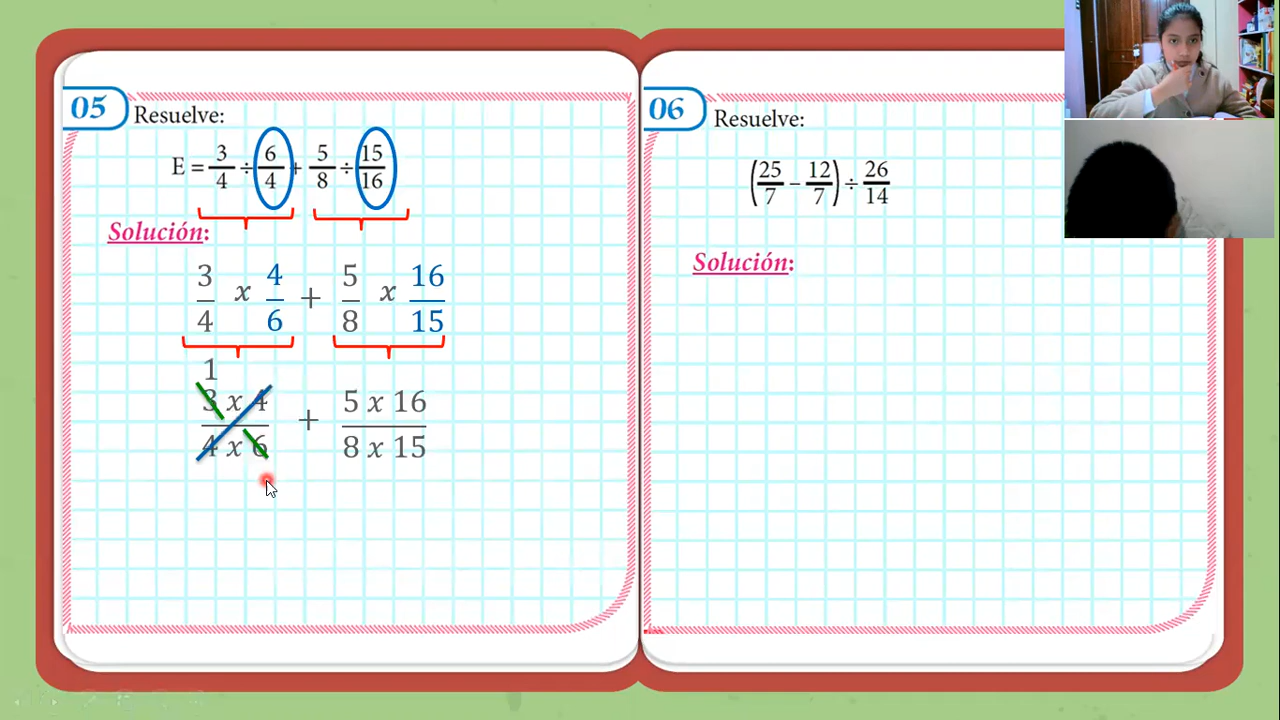 05 Resuelve:
E = 3/4 ÷ 6/4 + 5/8 ÷ 15/16
Solución:
3/4 x 4/6 + 5/8 x 16/15
1
3 x 4 / 4 x 6 + 5 x 16 / 8 x 15
06 Resuelve:
(25/7 – 12/7) ÷ 26/14
Solución: